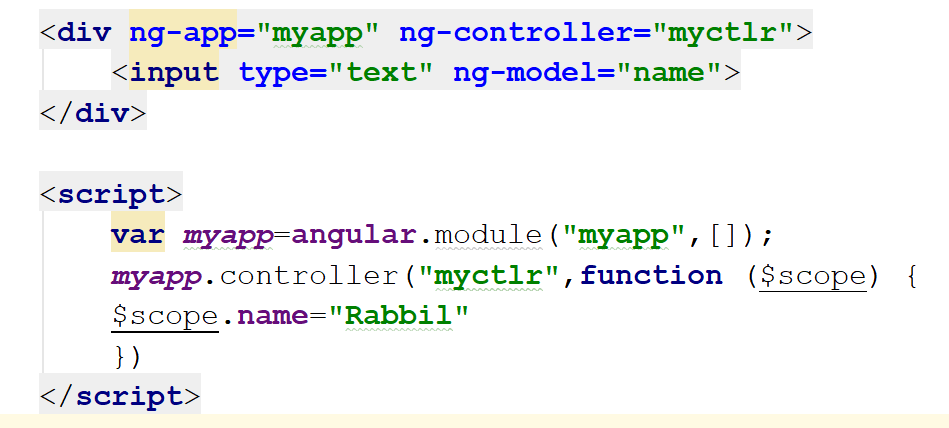 <div ng-app="myapp" ng-controller="myctlr">
<input type="text" ng-model="name">
</div>
<script>
var myapp=angular.module("myapp",[]);
myapp.controller("myctlr",function ($scope) {
$scope.name="Rabbil"
})
</script>